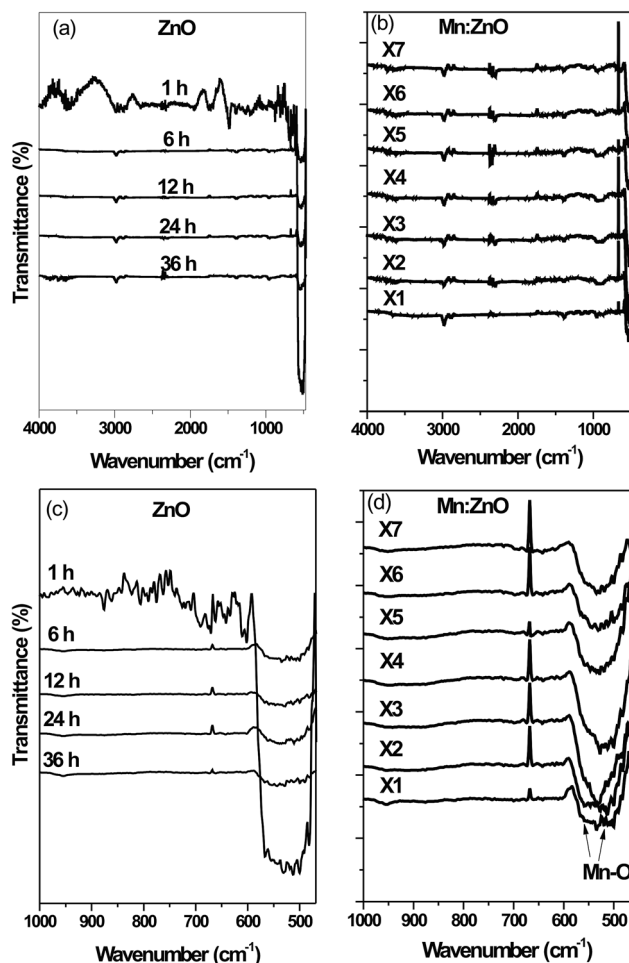 (a)
ZnO
1 h
6 h
12 h
24 h
36 h
Transmittance (%)
4000 3000 2000 1000
Wavenumber (cm-1)
(b)
Mn:ZnO
X7
X6
X5
X4
X3
X2
X1
4000 3000 2000 1000
Wavenumber (cm-1)
(c)
ZnO
1 h
6 h
12 h
24 h
36 h
Transmittance (%)
1000 900 800 700 600 500
Wavenumber (cm-1)
(d)
Mn:ZnO
X7
X6
X5
X4
X3
X2
X1
Mn-O
1000 900 800 700 600 500
Wavenumber (cm-1)